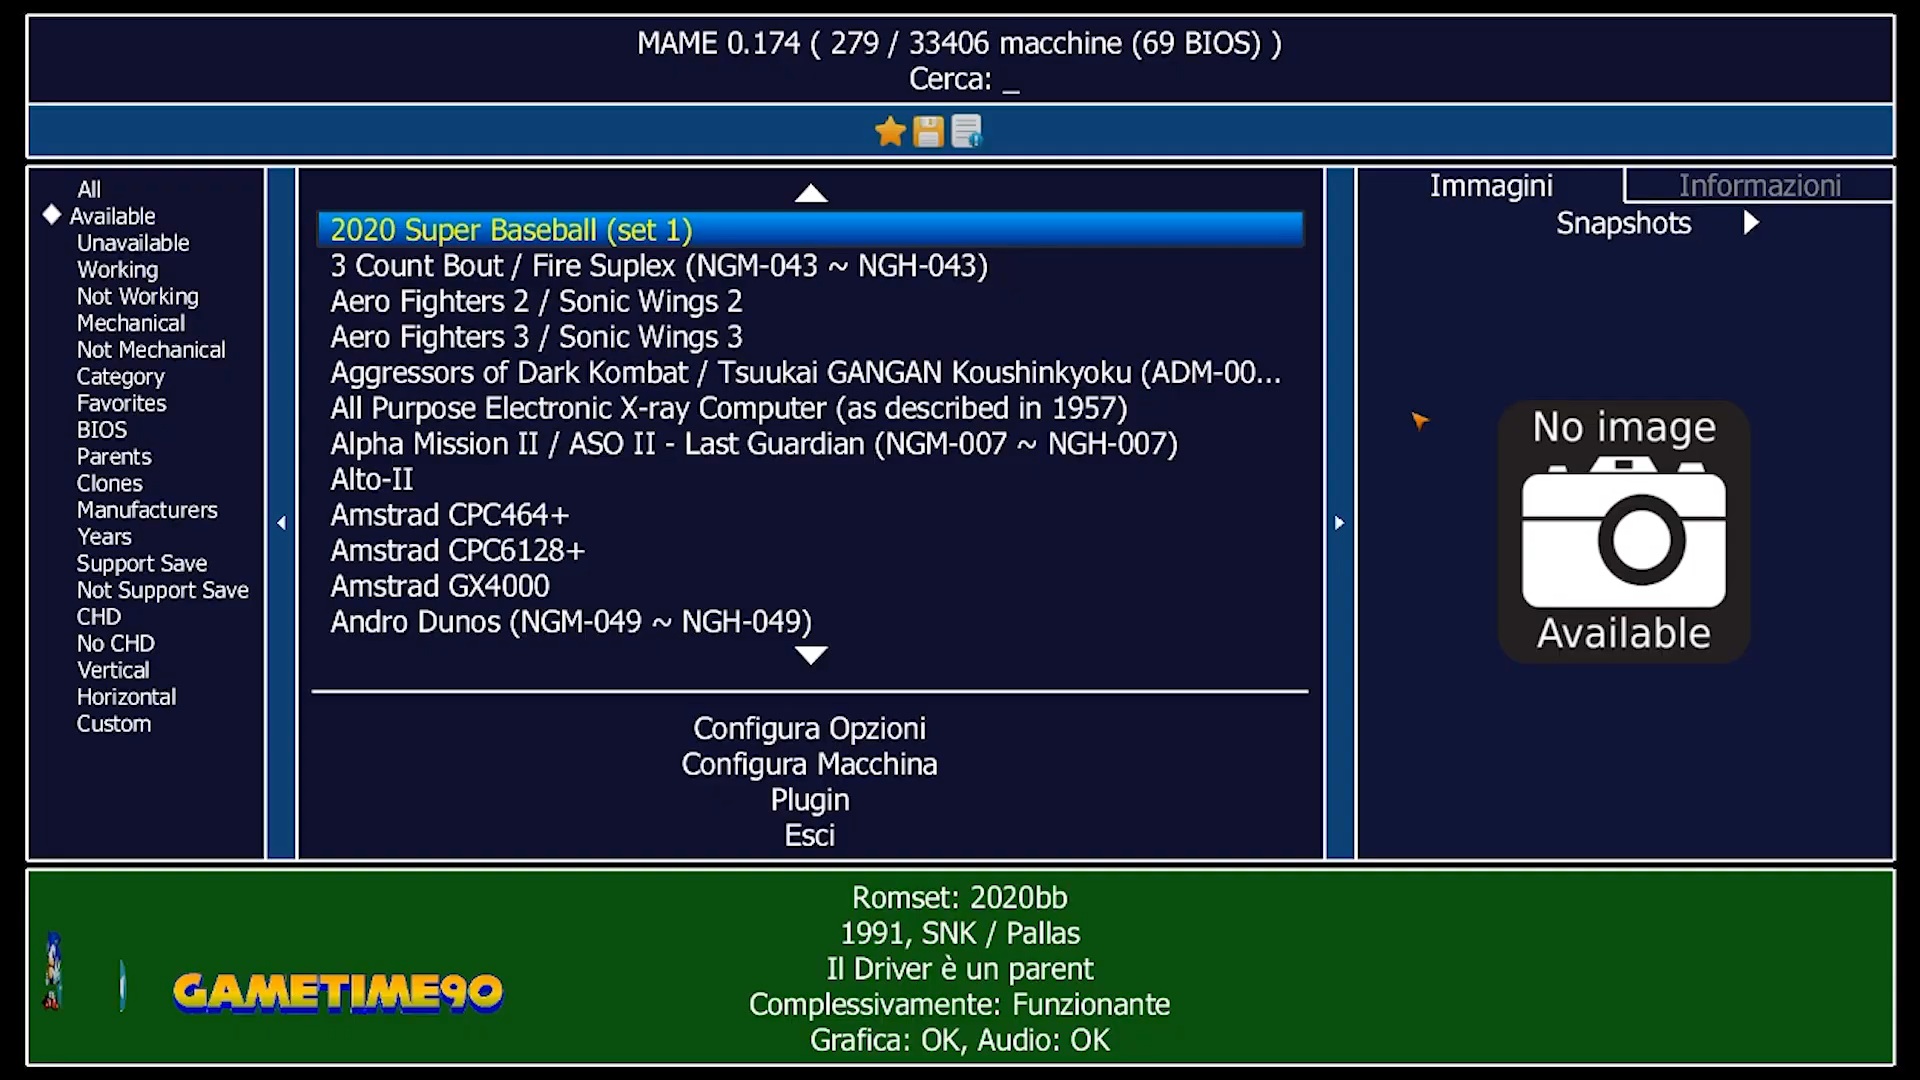 MAME 0.174 ( 279 / 33406 macchine (69 BIOS) )
Cerca: _
All
Available
Unavailable
Working
Not Working
Mechanical
Not Mechanical
Category
Favorites
BIOS
Parents
Clones
Manufacturers
Years
Support Save
Not Support Save
CHD
No CHD
Vertical
Horizontal
Custom
2020 Super Baseball (set 1)
3 Count Bout / Fire Suplex (NGM-043 ~ NGH-043)
Aero Fighters 2 / Sonic Wings 2
Aero Fighters 3 / Sonic Wings 3
Aggressors of Dark Kombat / Tsuukai GANGAN Koushinkyoku (ADM-00...
All Purpose Electronic X-ray Computer (as described in 1957)
Alpha Mission II / ASO II - Last Guardian (NGM-007 ~ NGH-007)
Alto-II
Amstrad CPC464+
Amstrad CPC6128+
Amstrad GX4000
Andro Dunos (NGM-049 ~ NGH-049)
Configura Opzioni
Configura Macchina
Plugin
Esci
Immagini
Informazioni
Snapshots
No image
Available
Romset: 2020bb
1991, SNK / Pallas
Il Driver è un parent
Complessivamente: Funzionante
Grafica: OK, Audio: OK
GAMETIME90